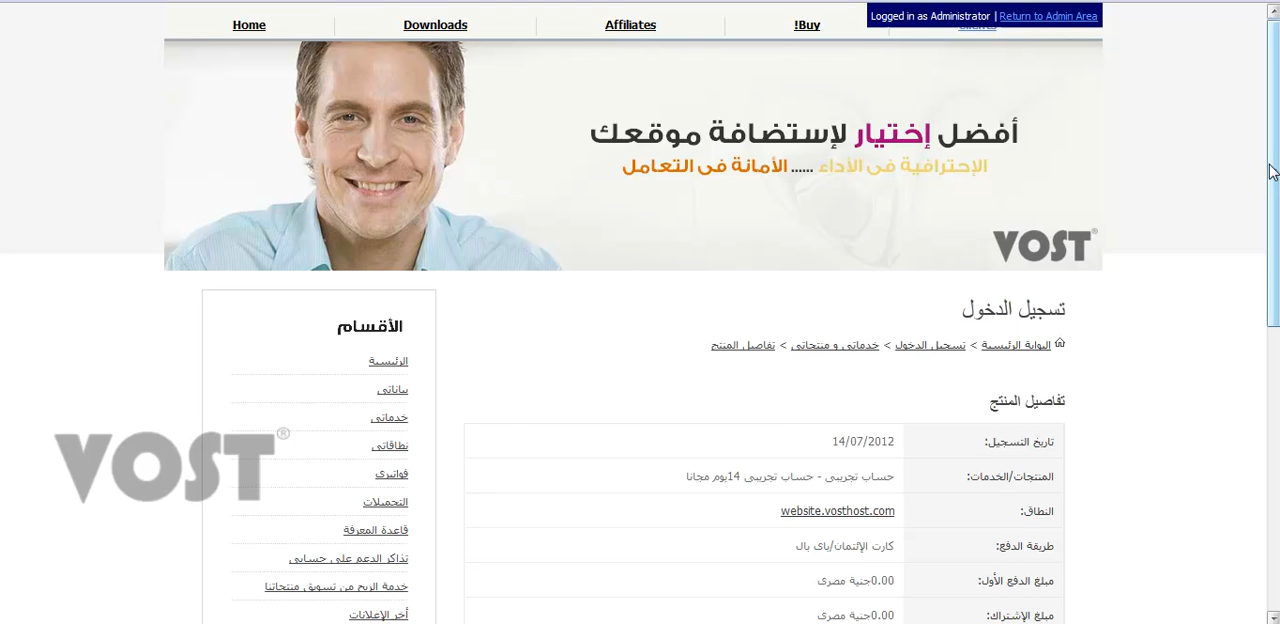 Home
Downloads
Affiliates
!Buy
Logged in as Administrator | Return to Admin Area
أفضل إختيار لإستضافة موقعك
الإحترافية فى الأداء ...... الأمانة فى التعامل
VOST®
تسجيل الدخول
البوابة الرئيسية > تسجيل الدخول > خدماتى و منتجاتى > تفاصيل المنتج
الأقسام
الرئيسية
بياناتى
خدماتى
نطاقاتى
فواتيرى
التحميلات
قاعدة المعرفة
تذاكر الدعم على حسابى
خدمة الربح من تسويق منتجاتنا
أخر الإعلانات
VOST®
تفاصيل المنتج
تاريخ التسجيل: 14/07/2012
المنتجات/الخدمات: حساب تجريبى - حساب تجريبى 14يوم مجانا
النطاق: website.vosthost.com
طريقة الدفع: كارت الإئتمان/باى بال
مبلغ الدفع الأول: 0.00جنية مصرى
مبلغ الإشتراك: 0.00جنية مصرى